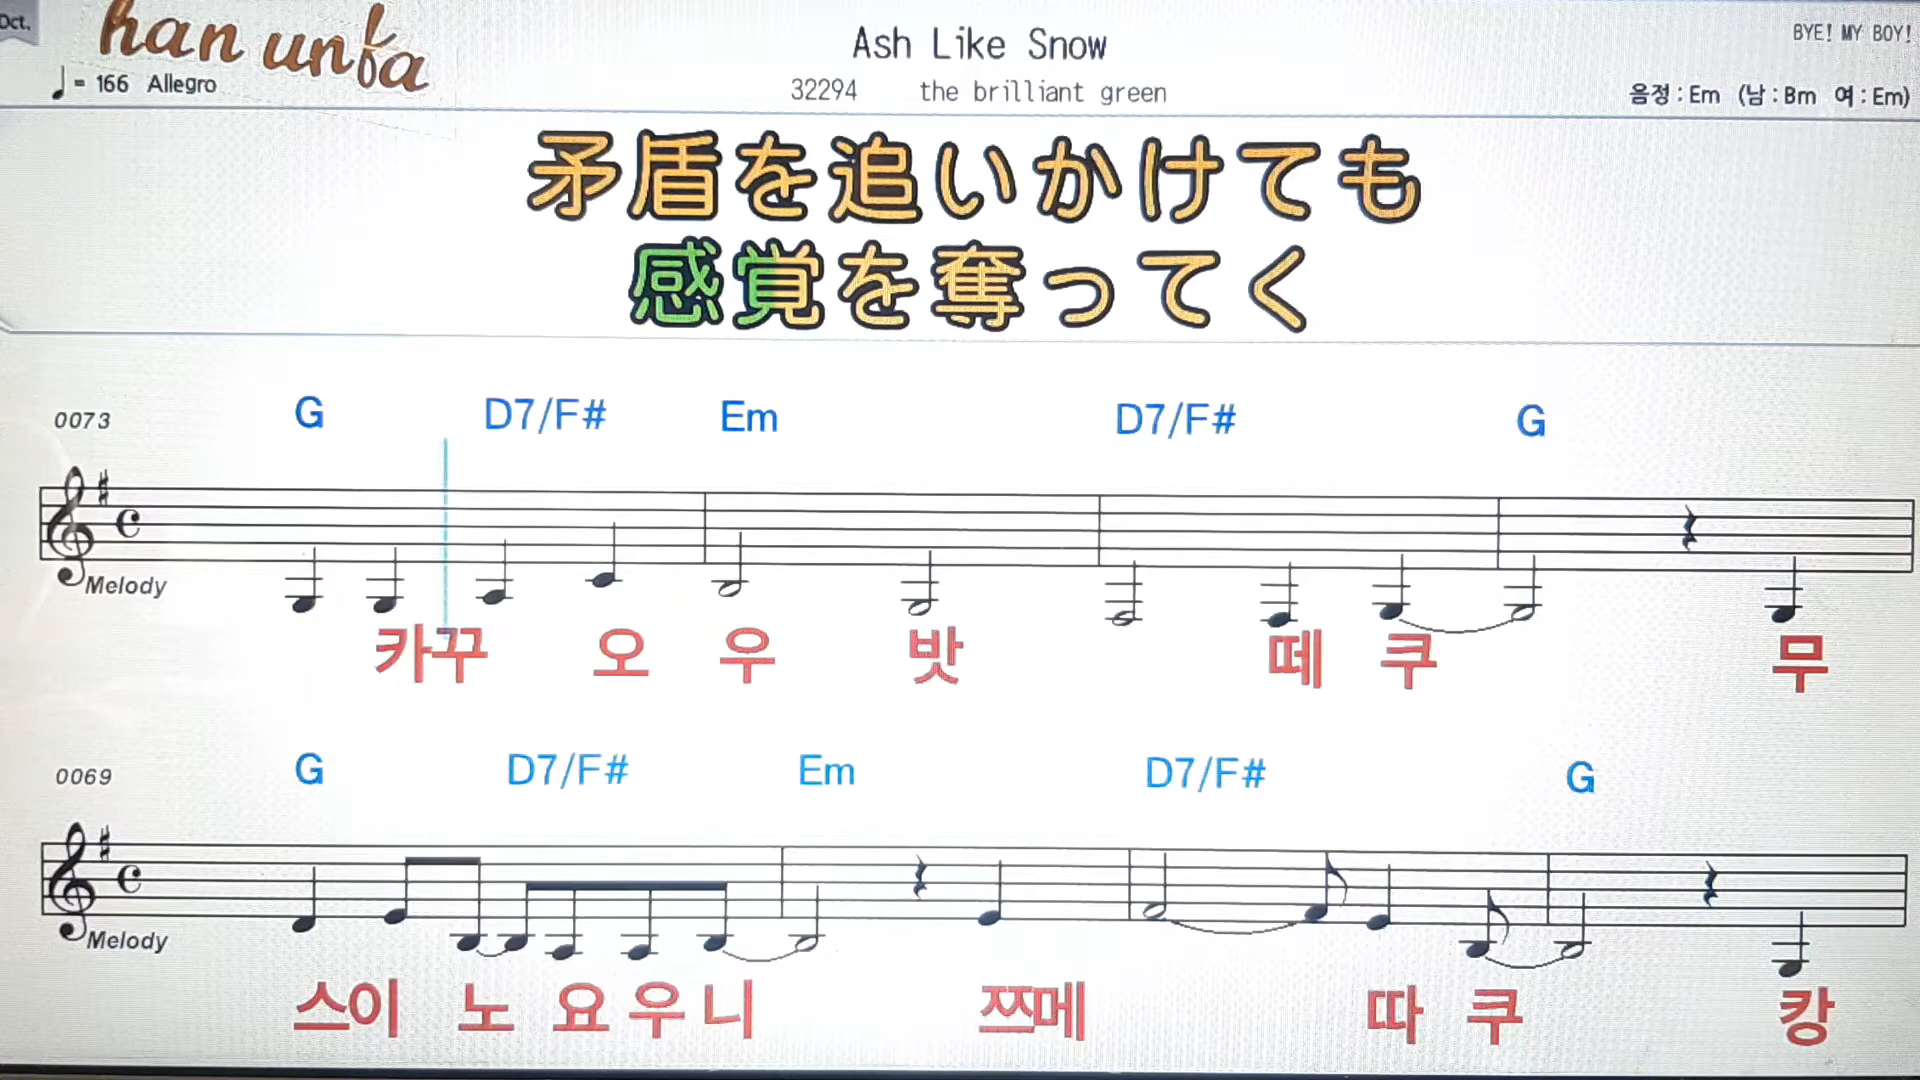 Oct.
han unfa
Ash Like Snow
BYE! MY BOY!
♩= 166 Allegro
32294 the brilliant green
음정 : Em (남 : Bm 여 : Em)
矛盾を追いかけても
感覚を奪ってく
0073 G D7/F# Em D7/F# G
Melody
카꾸 오 우 밧 떼 쿠 무
0069 G D7/F# Em D7/F# G
Melody
스이 노 요 우 니 쯔메 따 쿠 캉